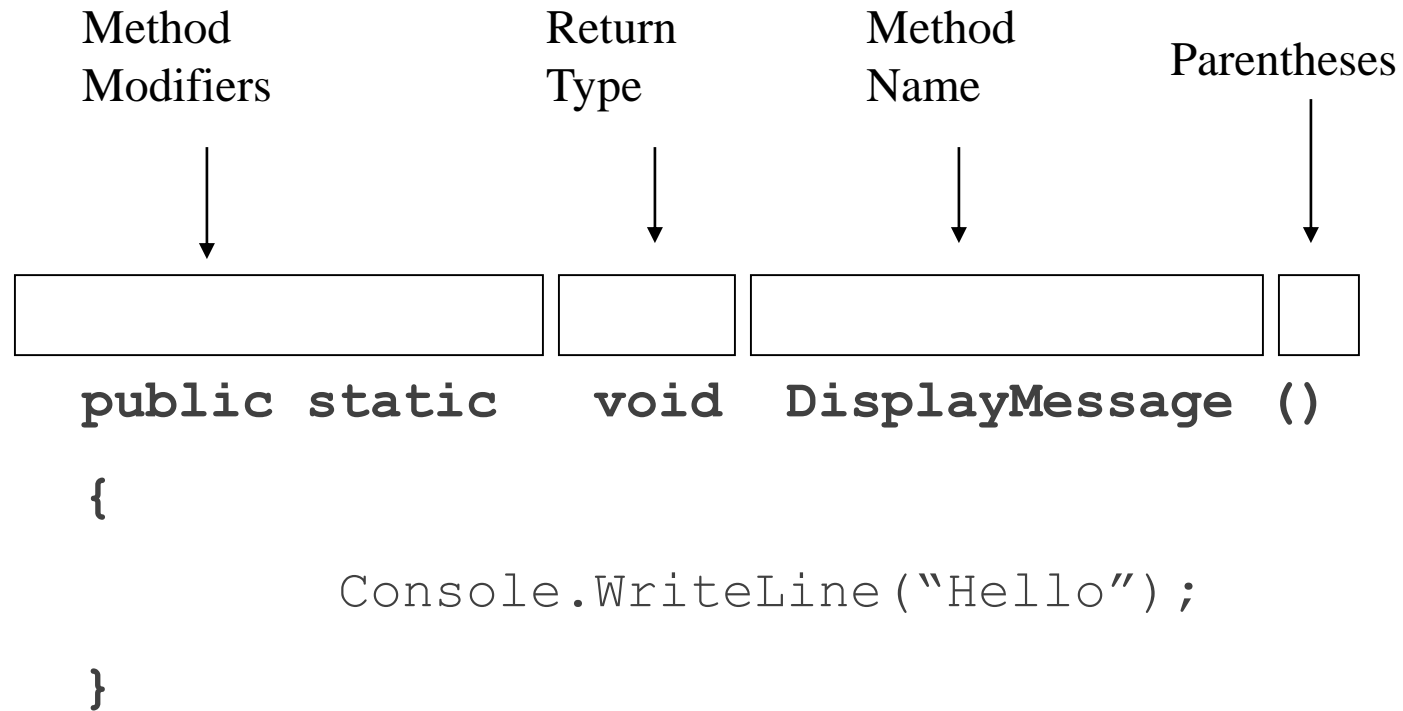 Method Modifiers
Return Type
Method Name
Parentheses
public static void DisplayMessage ()
{
Console.WriteLine(“Hello”);
}